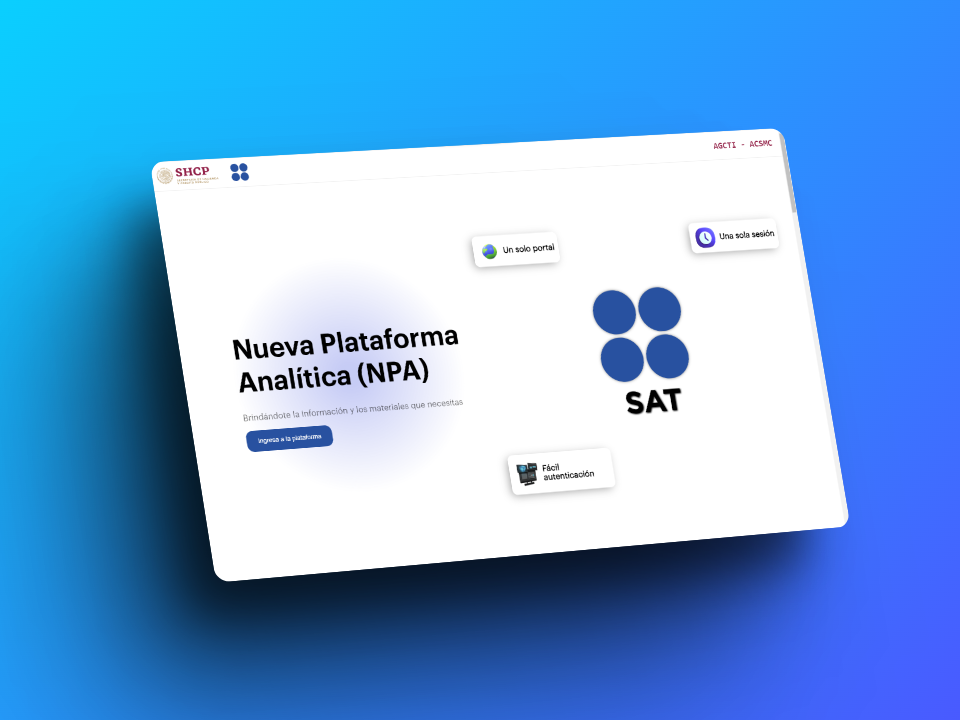 SHCP
AGCTI - ACSMC
Un solo portal
Una sola sesión
Nueva Plataforma
Analítica (NPA)
Brindándote la información y los materiales que necesitas
Ingresa a la plataforma
SAT
Fácil
autenticación